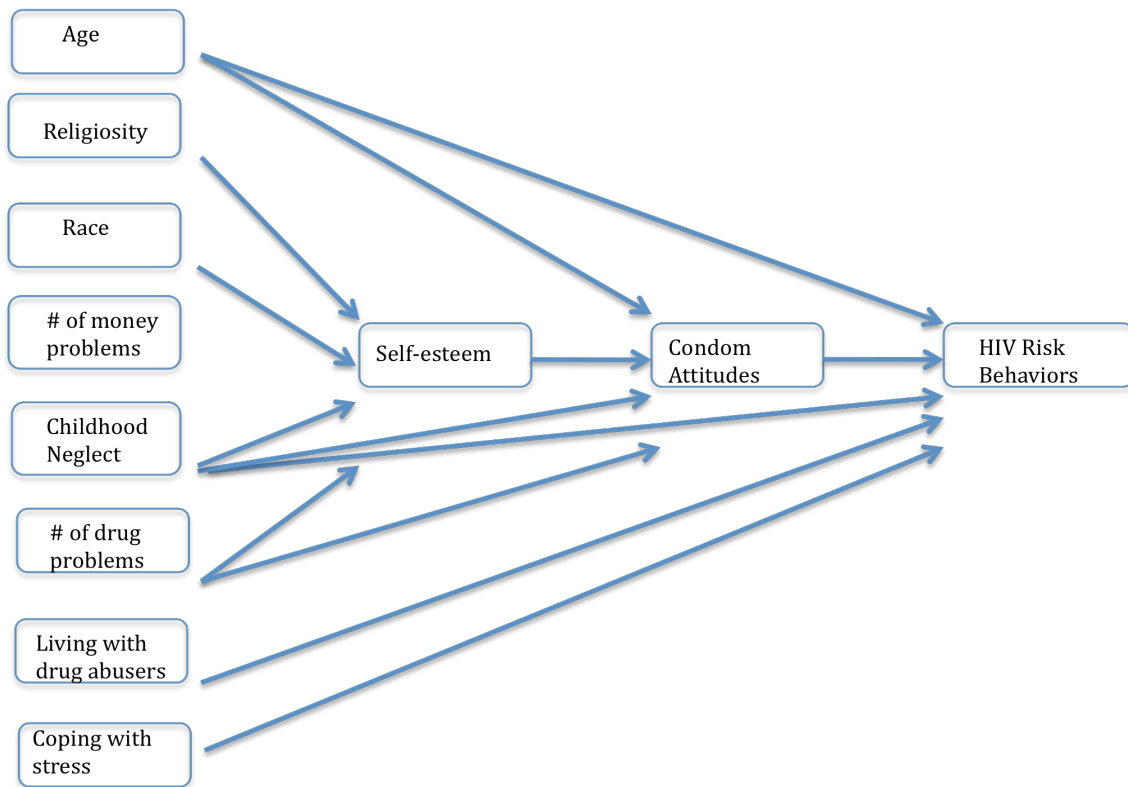 Age
Religiosity
Race
# of money
problems
Self-esteem
Condom
Attitudes
HIV Risk
Behaviors
Childhood
Neglect
# of drug
problems
Living with
drug abusers
Coping with
stress